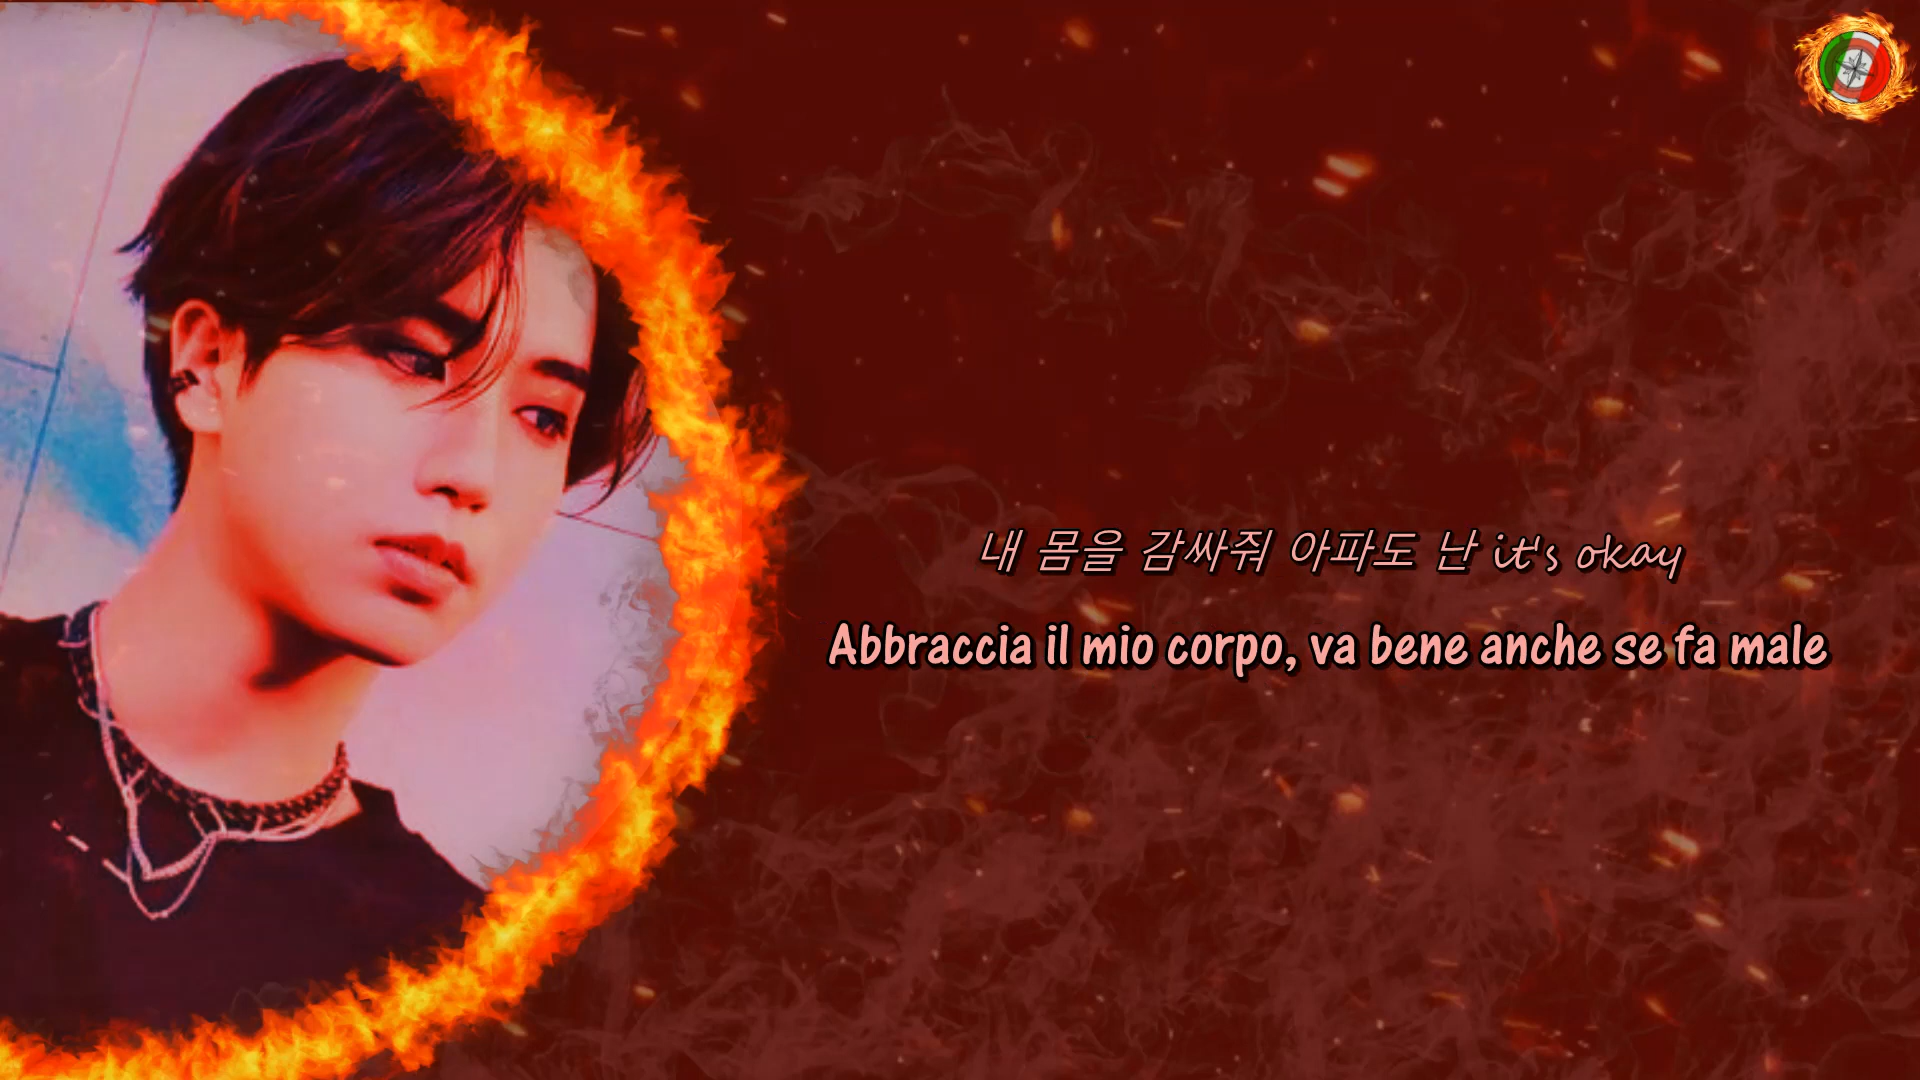 내 몸을 감싸줘 아파도 난 it's okay
Abbraccia il mio corpo, va bene anche se fa male